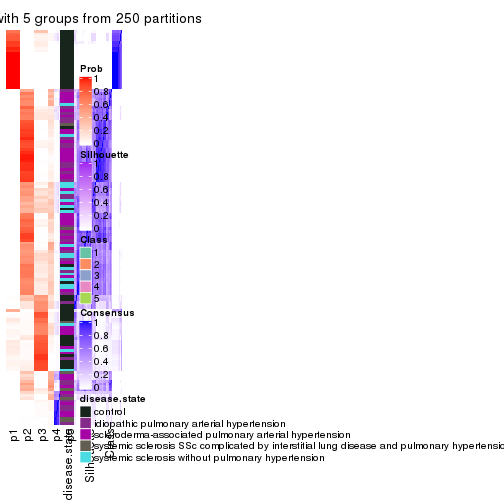 with 5 groups from 250 partitions
Prob
1
0.8
0.6
0.4
0.2
0
Silhouette
1
0.8
0.6
0.4
0.2
0
Class
1
2
3
4
5
Consensus
1
0.8
0.6
0.4
0.2
0
disease.state
control
idiopathic pulmonary arterial hypertension
scleroderma-associated pulmonary arterial hypertension
systemic sclerosis SSc complicated by interstitial lung disease and pulmonary hypertensio
systemic sclerosis without pulmonary hypertension
p1
p2
p3
p4
disease.state
Silh
Class